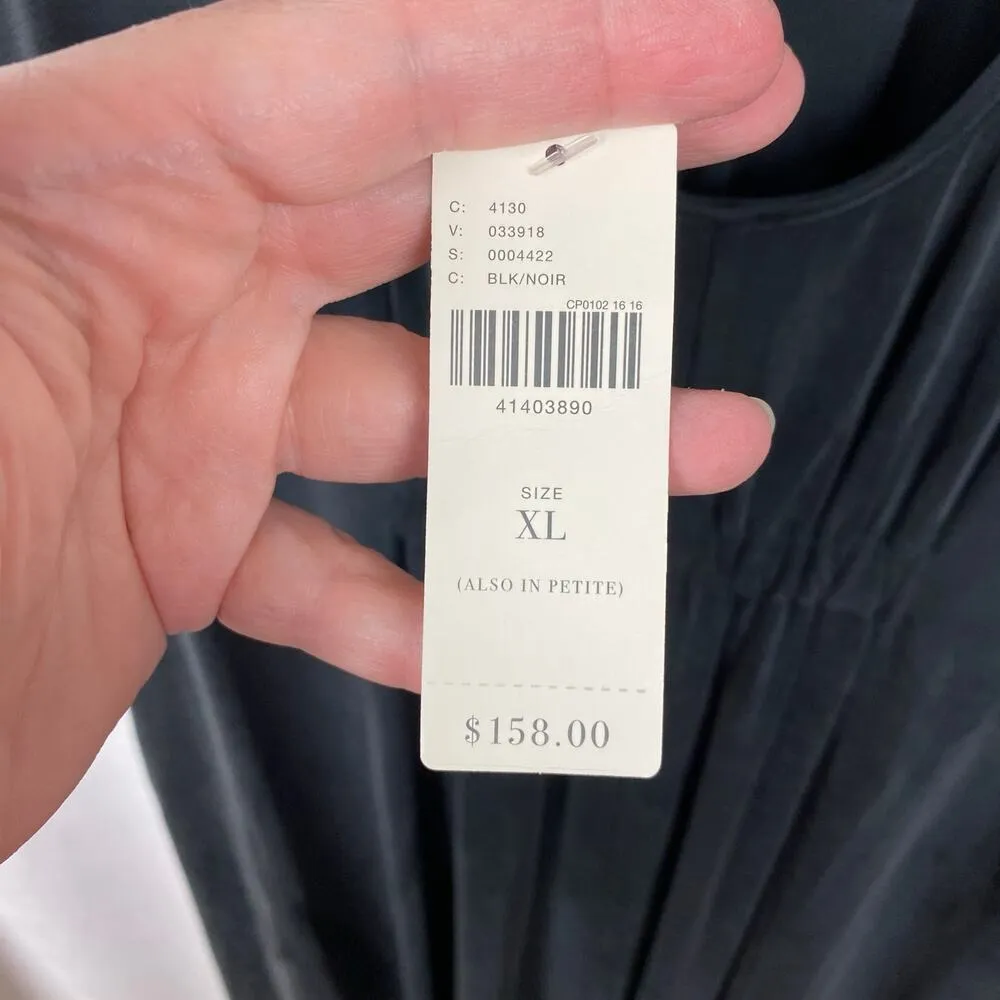 C: 4130
V: 033918
S: 0004422
C: BLK/NOIR
CP0102 16 16
41403890
SIZE
XL
(ALSO IN PETITE)
$158.00